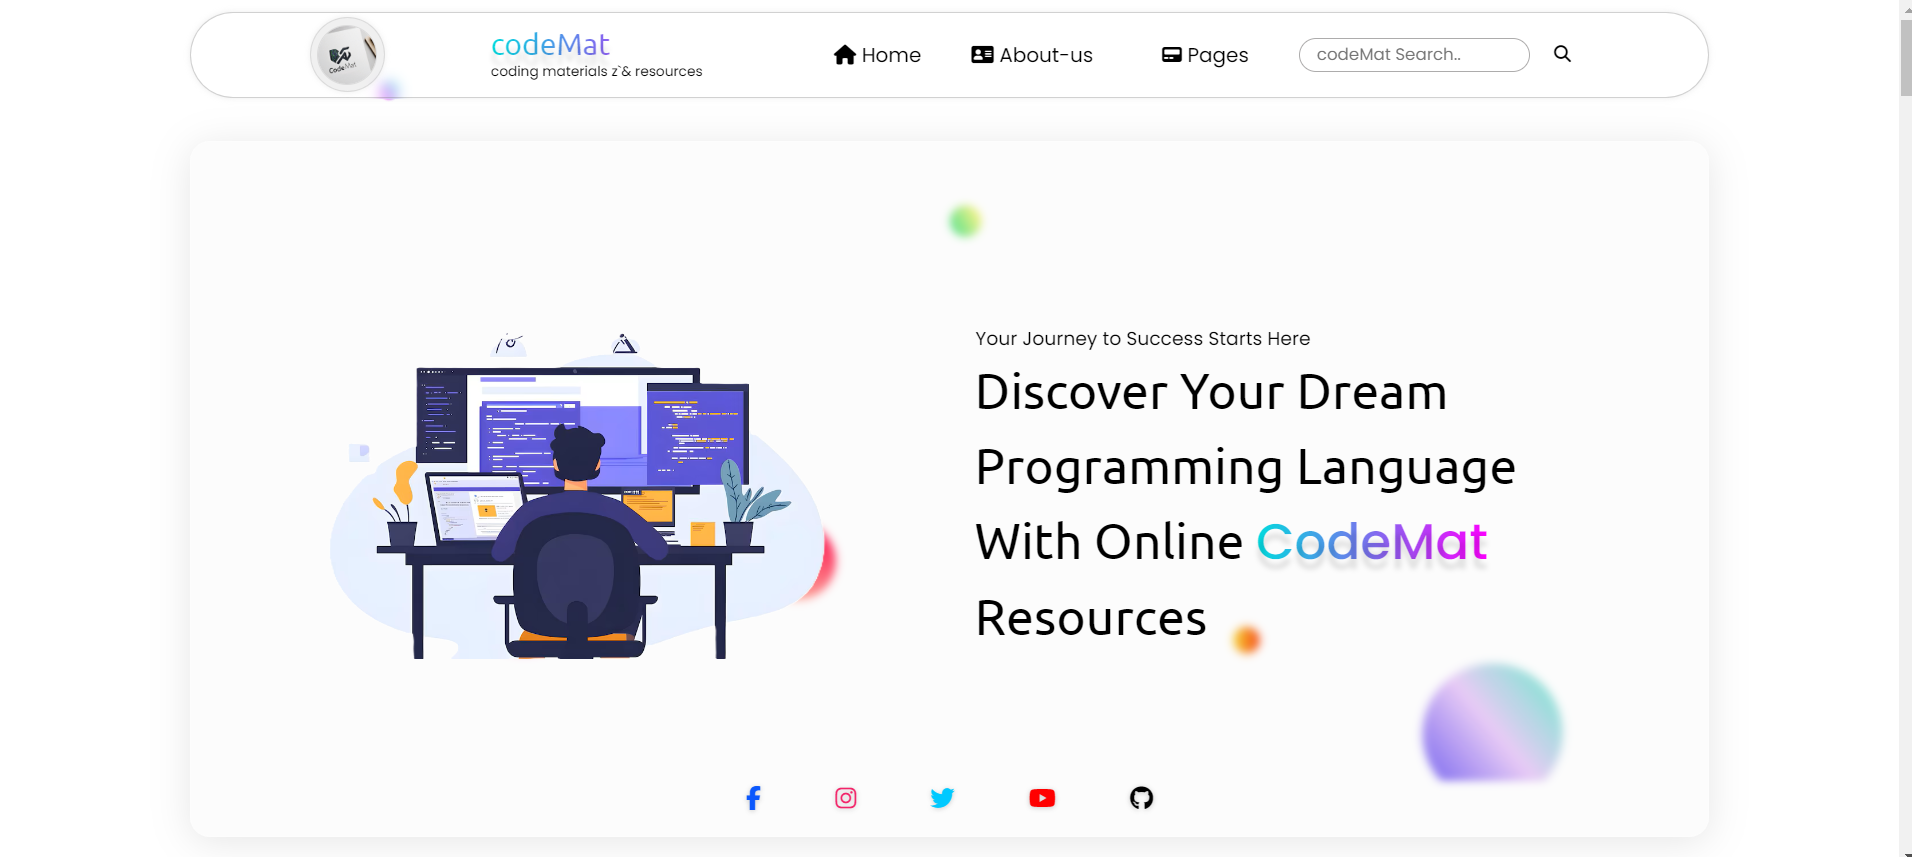 CodeMat
codeMat
coding materials z`& resources
Home
About-us
Pages
codeMat Search..
Your Journey to Success Starts Here
Discover Your Dream
Programming Language
With Online CodeMat
Resources